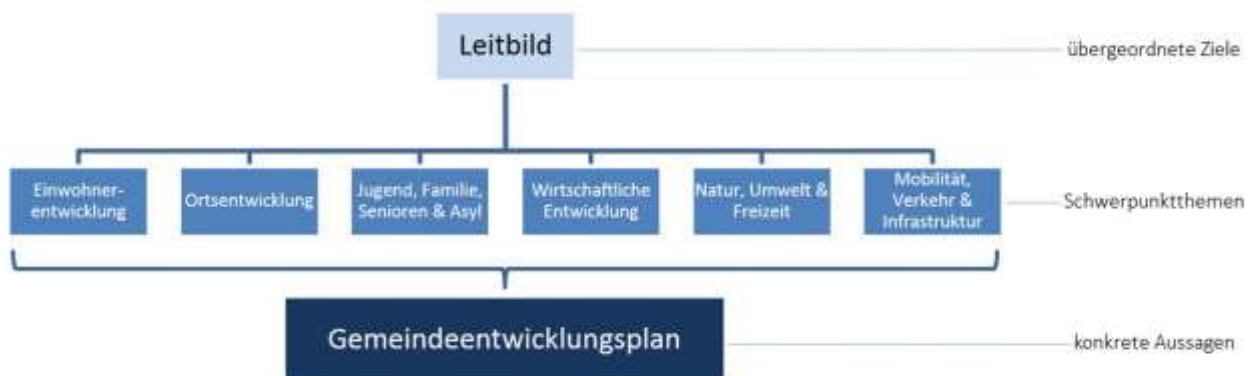 Leitbild
übergeordnete Ziele
Einwohner-
entwicklung
Ortsentwicklung
Jugend, Familie,
Senioren & Asyl
Wirtschaftliche
Entwicklung
Natur, Umwelt &
Freizeit
Mobilität,
Verkehr &
Infrastruktur
Schwerpunktthemen
Gemeindeentwicklungsplan
konkrete Aussagen